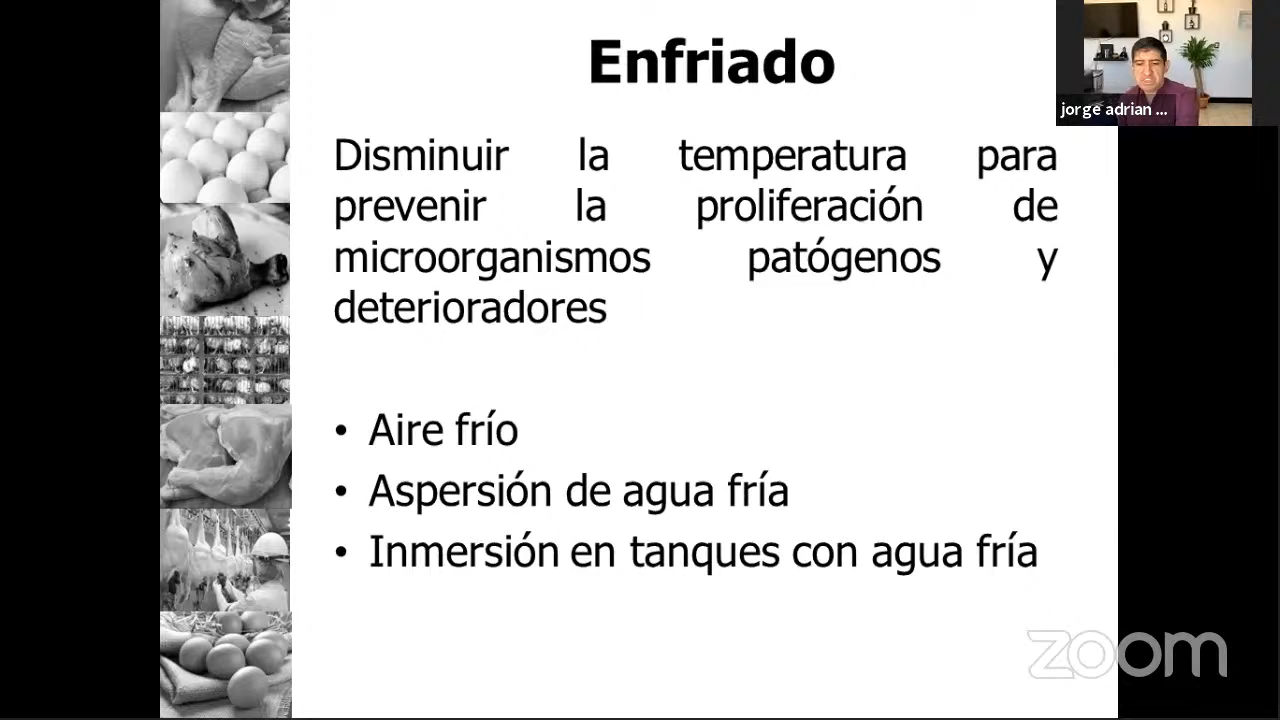 Enfriado
jorge adrian ...
Disminuir la temperatura para
prevenir la proliferación de
microorganismos patógenos y
deterioradores
• Aire frío
• Aspersión de agua fría
• Inmersión en tanques con agua fría
zoom